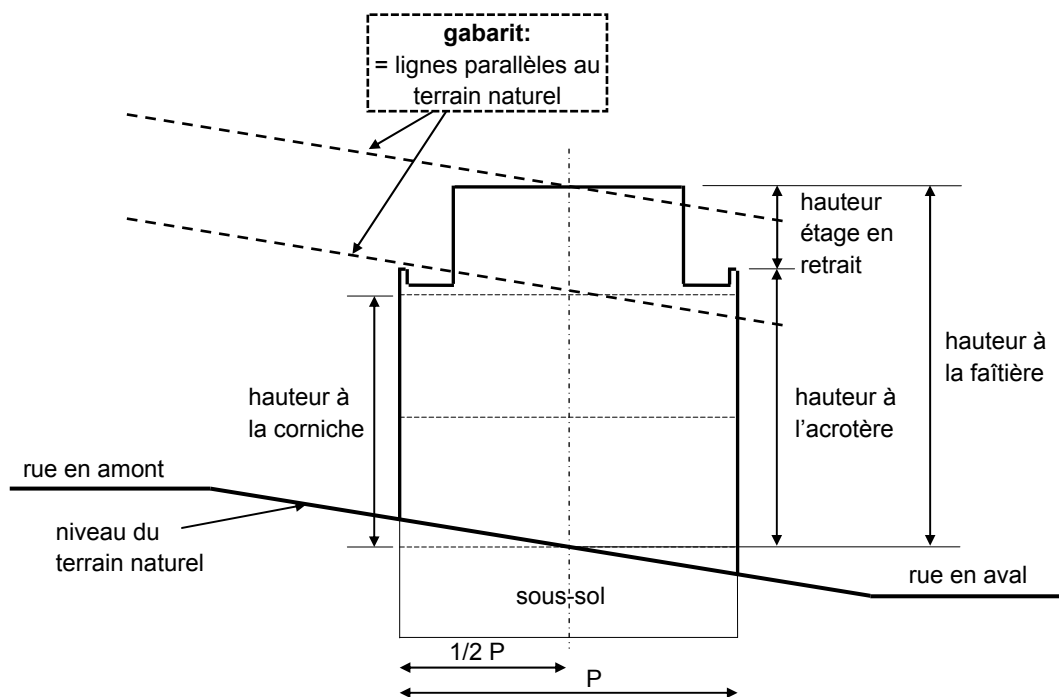 gabarit:
= lignes parallèles au
terrain naturel
hauteur
étage en
retrait
hauteur à
la faîtière
hauteur à
la corniche
hauteur à
l’acrotère
rue en amont
niveau du
terrain naturel
rue en aval
sous-sol
1/2 P
P